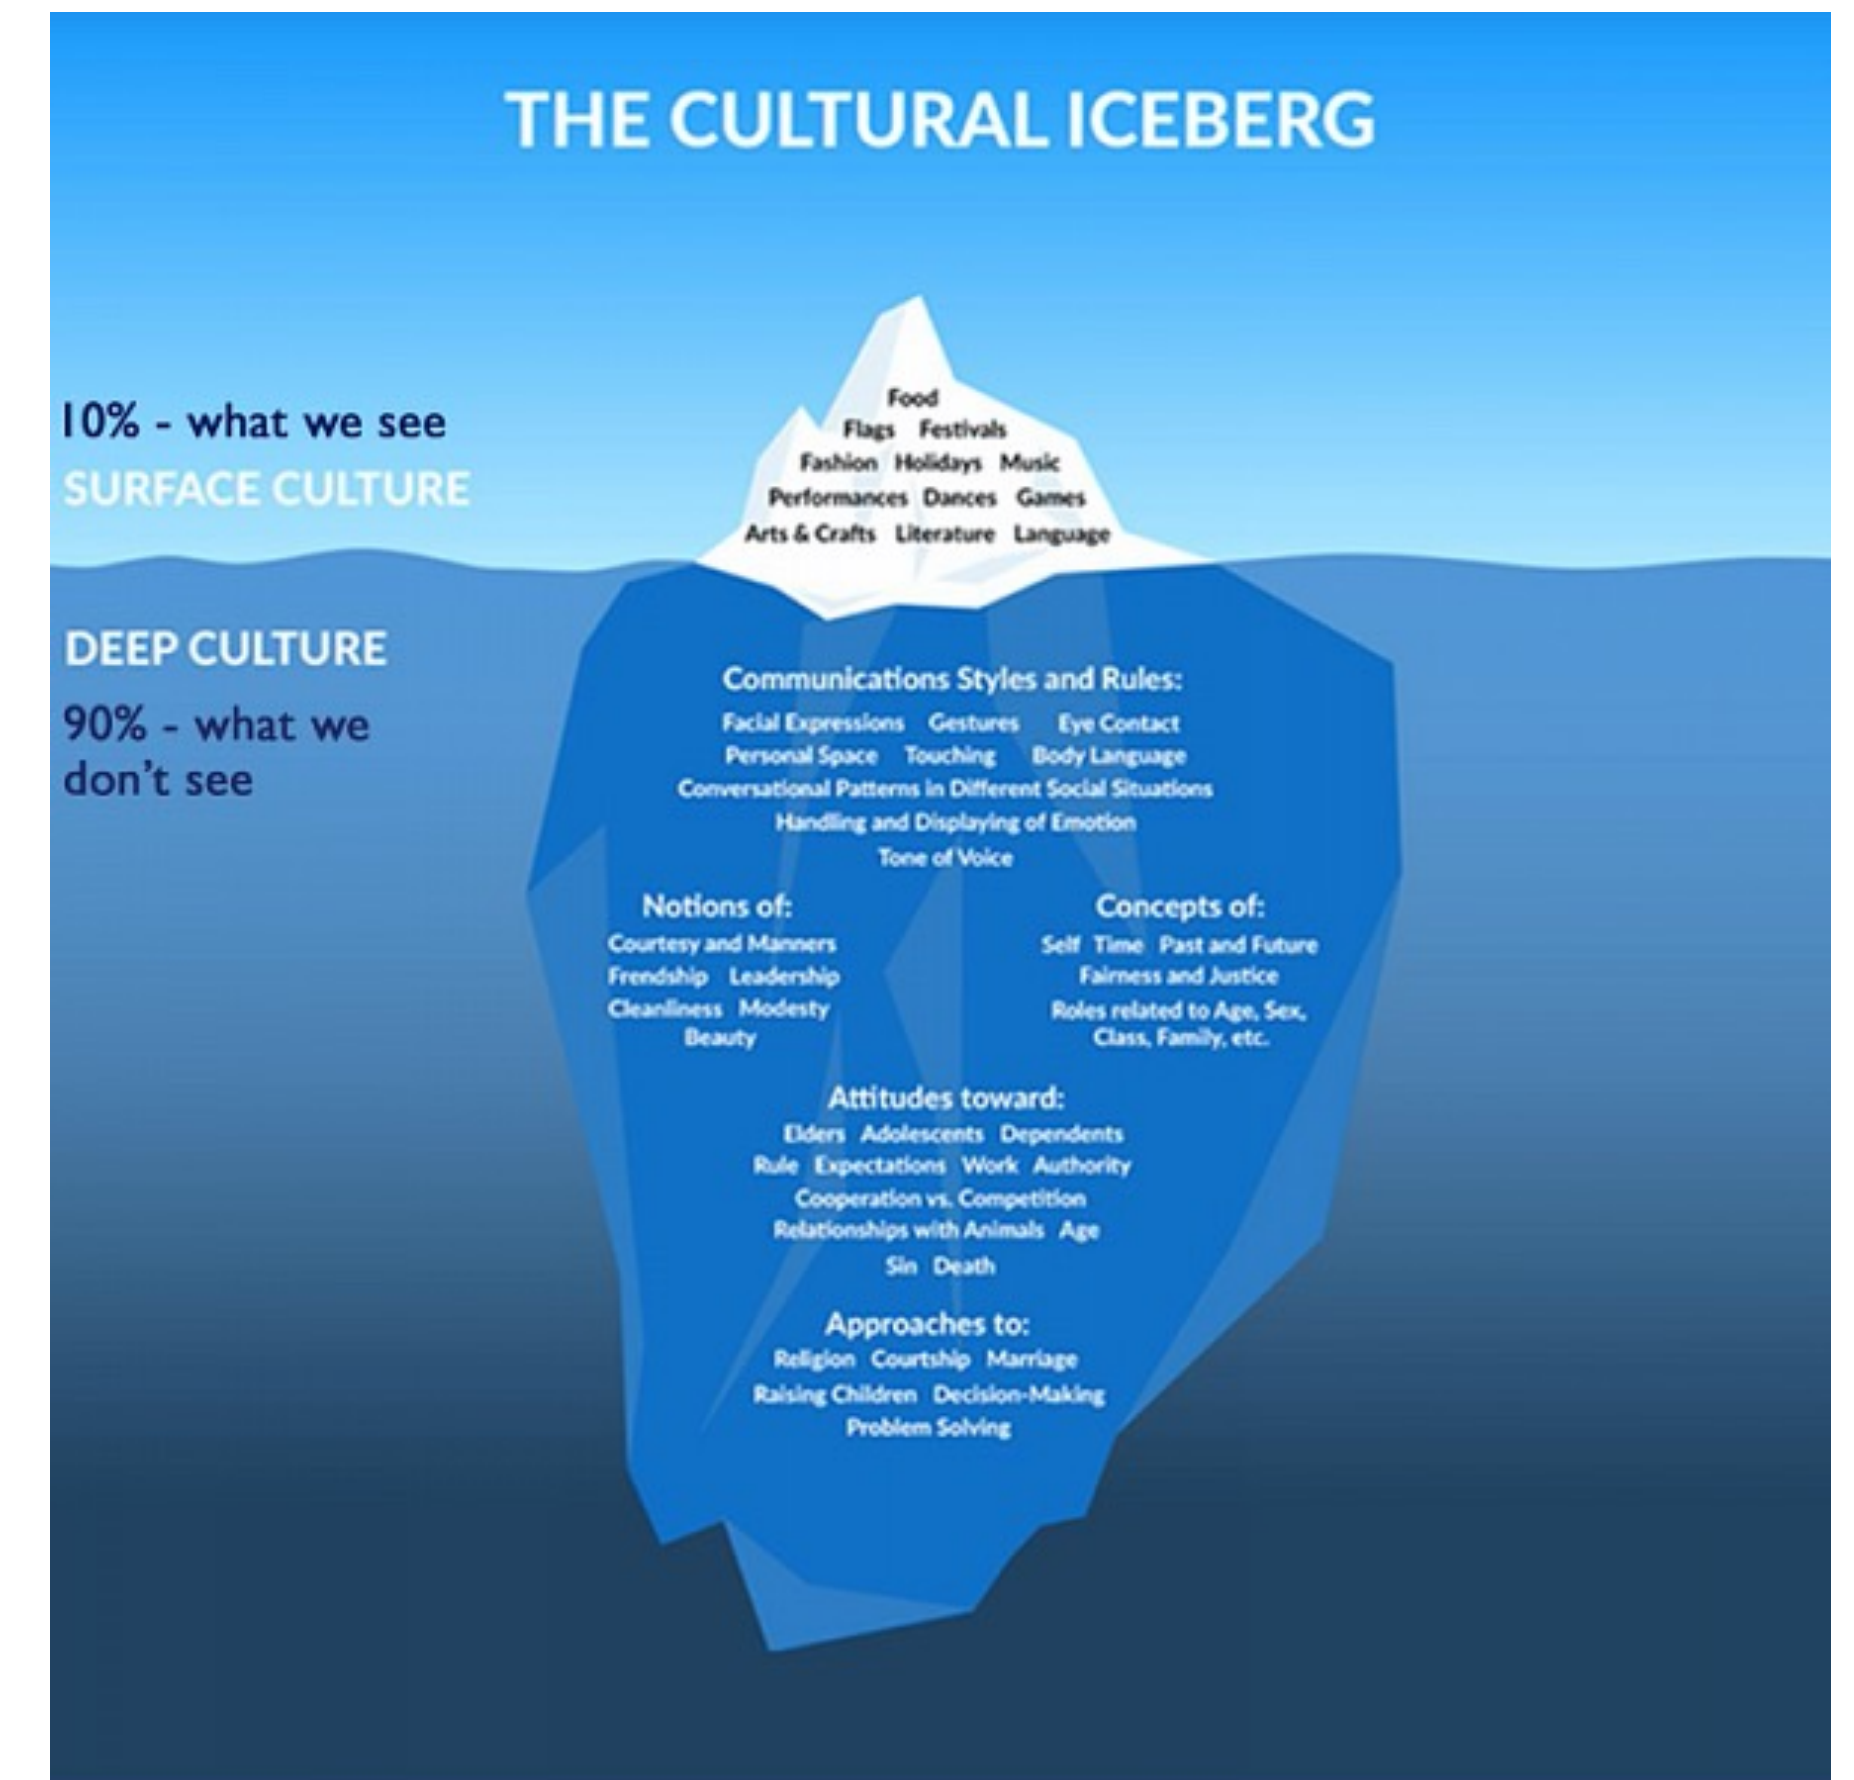 THE CULTURAL ICEBERG
10% - what we see
SURFACE CULTURE
Food
Flags Festivals
Fashion Holidays Music
Performances Dances Games
Arts & Crafts Literature Language
DEEP CULTURE
90% - what we
don't see
Communications Styles and Rules:
Facial Expressions Gestures Eye Contact
Personal Space Touching Body Language
Conversational Patterns in Different Social Situations
Handling and Displaying of Emotion
Tone of Voice
Notions of:
Courtesy and Manners
Frendship Leadership
Cleanliness Modesty
Beauty
Concepts of:
Self Time Past and Future
Fairness and Justice
Roles related to Age, Sex,
Class, Family, etc.
Attitudes toward:
Elders Adolescents Dependents
Rule Expectations Work Authority
Cooperation vs. Competition
Relationships with Animals Age
Sin Death
Approaches to:
Religion Courtship Marriage
Raising Children Decision-Making
Problem Solving